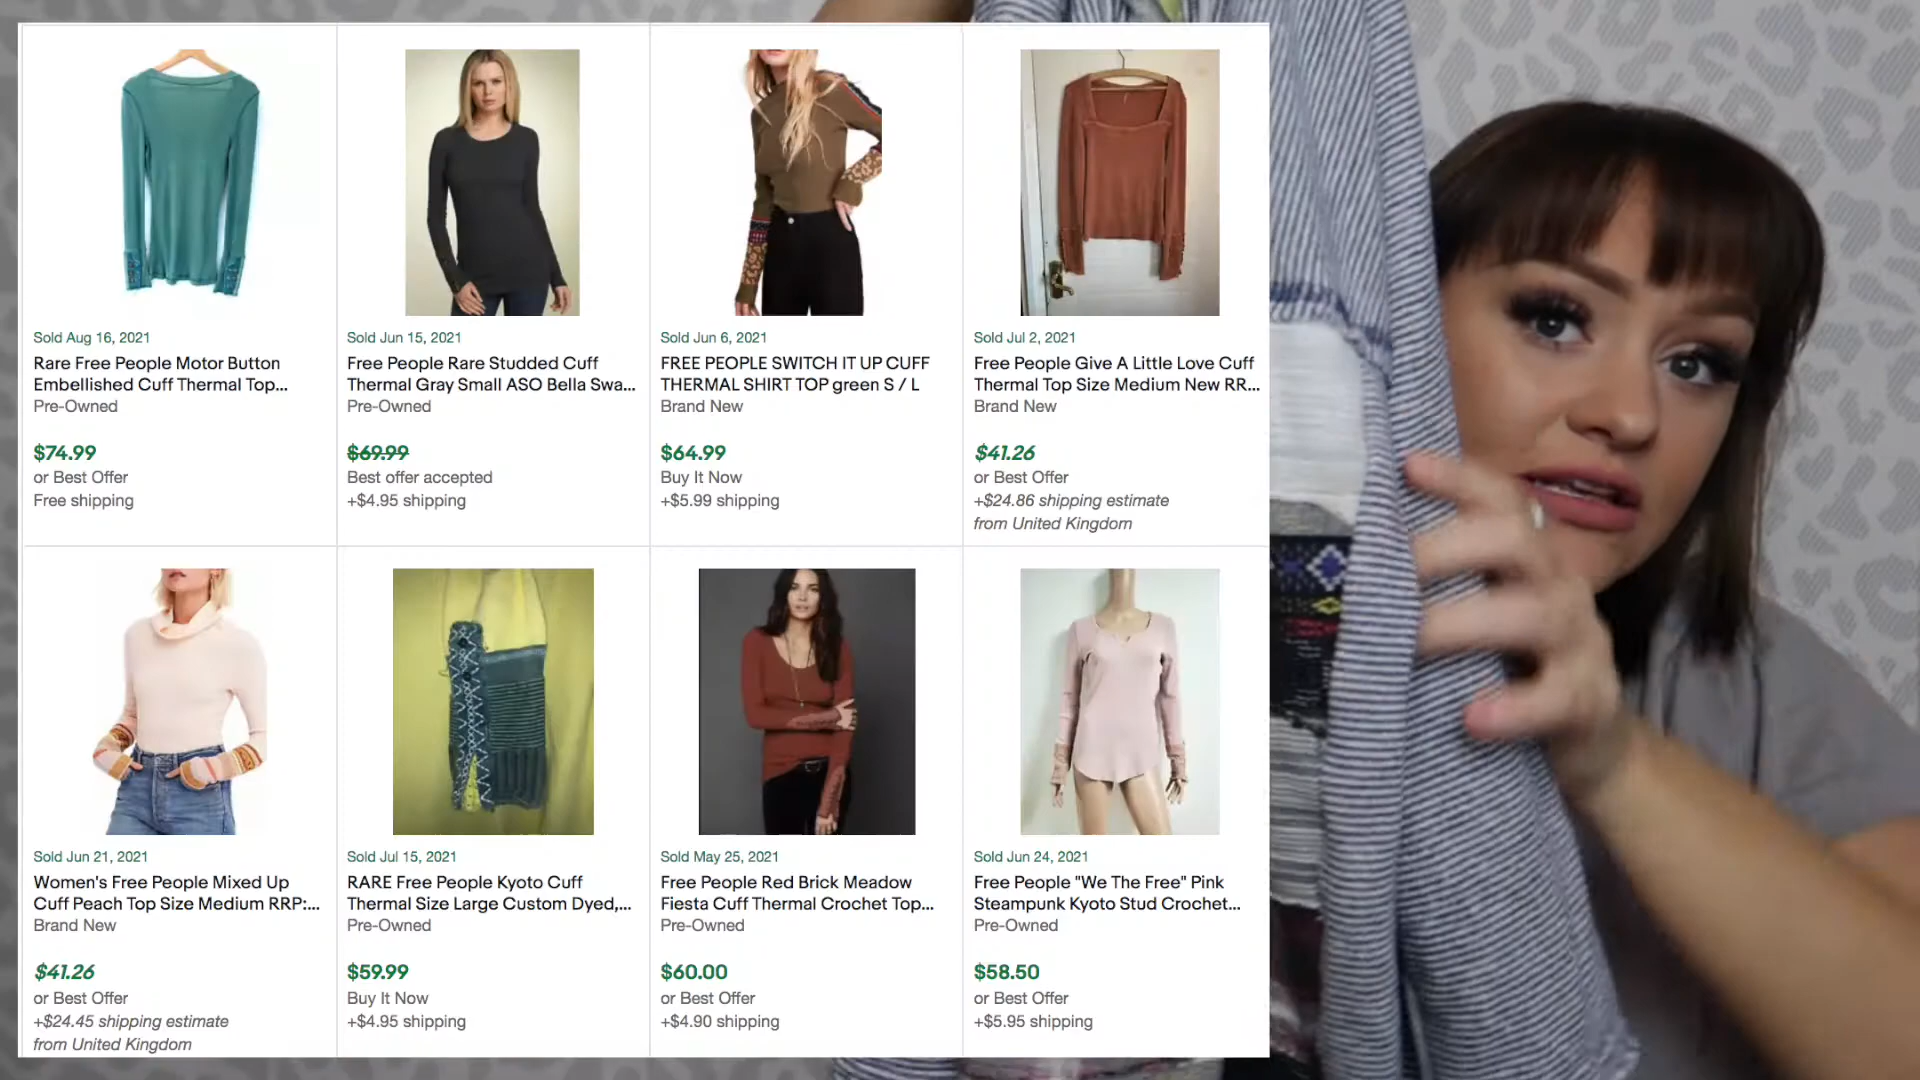 Sold Aug 16, 2021
Rare Free People Motor Button
Embellished Cuff Thermal Top...
Pre-Owned
$74.99
or Best Offer
Free shipping
Sold Jun 15, 2021
Free People Rare Studded Cuff
Thermal Gray Small ASO Bella Swa...
Pre-Owned
$69.99
Best offer accepted
+$4.95 shipping
Sold Jun 6, 2021
FREE PEOPLE SWITCH IT UP CUFF
THERMAL SHIRT TOP green S / L
Brand New
$64.99
Buy It Now
+$5.99 shipping
Sold Jul 2, 2021
Free People Give A Little Love Cuff
Thermal Top Size Medium New RR...
Brand New
$41.26
or Best Offer
+$24.86 shipping estimate
from United Kingdom
Sold Jun 21, 2021
Women's Free People Mixed Up
Cuff Peach Top Size Medium RRP:...
Brand New
$41.26
or Best Offer
+$24.45 shipping estimate
from United Kingdom
Sold Jul 15, 2021
RARE Free People Kyoto Cuff
Thermal Size Large Custom Dyed,...
Pre-Owned
$59.99
Buy It Now
+$4.95 shipping
Sold May 25, 2021
Free People Red Brick Meadow
Fiesta Cuff Thermal Crochet Top...
Pre-Owned
$60.00
or Best Offer
+$4.90 shipping
Sold Jun 24, 2021
Free People "We The Free" Pink
Steampunk Kyoto Stud Crochet...
Pre-Owned
$58.50
or Best Offer
+$5.95 shipping